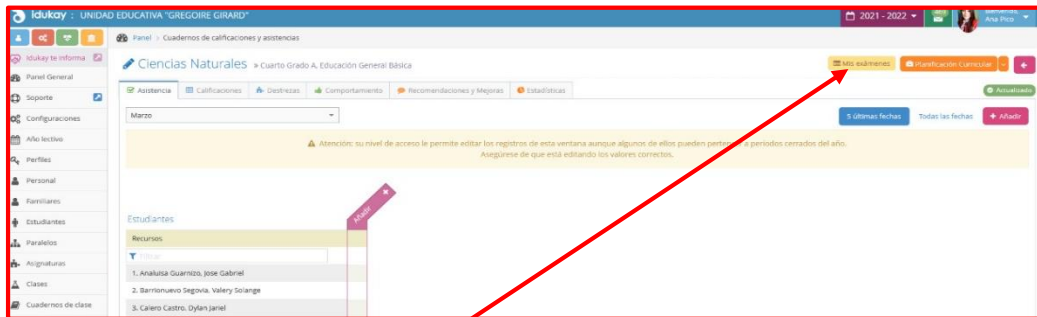 idukay : UNIDAD EDUCATIVA "GREGOIRE GIRARD"
2021 - 2022
Ana Pico
Panel > Cuadernos de calificaciones y asistencias
Idukay te informa
Panel General
Soporte
Configuraciones
Año lectivo
Perfiles
Personal
Familiares
Estudiantes
Paralelos
Asignaturas
Clases
Cuadernos de clase
Ciencias Naturales » Cuarto Grado A, Educación General Básica
Mis exámenes
Planificación Curricular
Asistencia
Calificaciones
Destrezas
Comportamiento
Recomendaciones y Mejoras
Estadísticas
Actualizado
Marzo
5 últimas fechas
Todas las fechas
+ Añadir
Atención: su nivel de acceso le permite editar los registros de esta ventana aunque algunos de ellos pueden pertenecer a períodos cerrados del año.
Asegúrese de que está editando los valores correctos.
Añadir
Estudiantes
Recursos
Filtrar
1. Analuisa Guarnizo, Jose Gabriel
2. Barrionuevo Segovia, Valery Solange
3. Calero Castro, Dylan Jariel